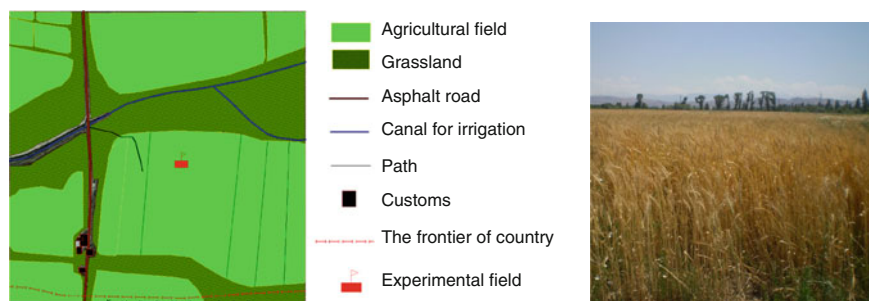 Agricultural field
Grassland
Asphalt road
Canal for irrigation
Path
Customs
The frontier of country
Experimental field